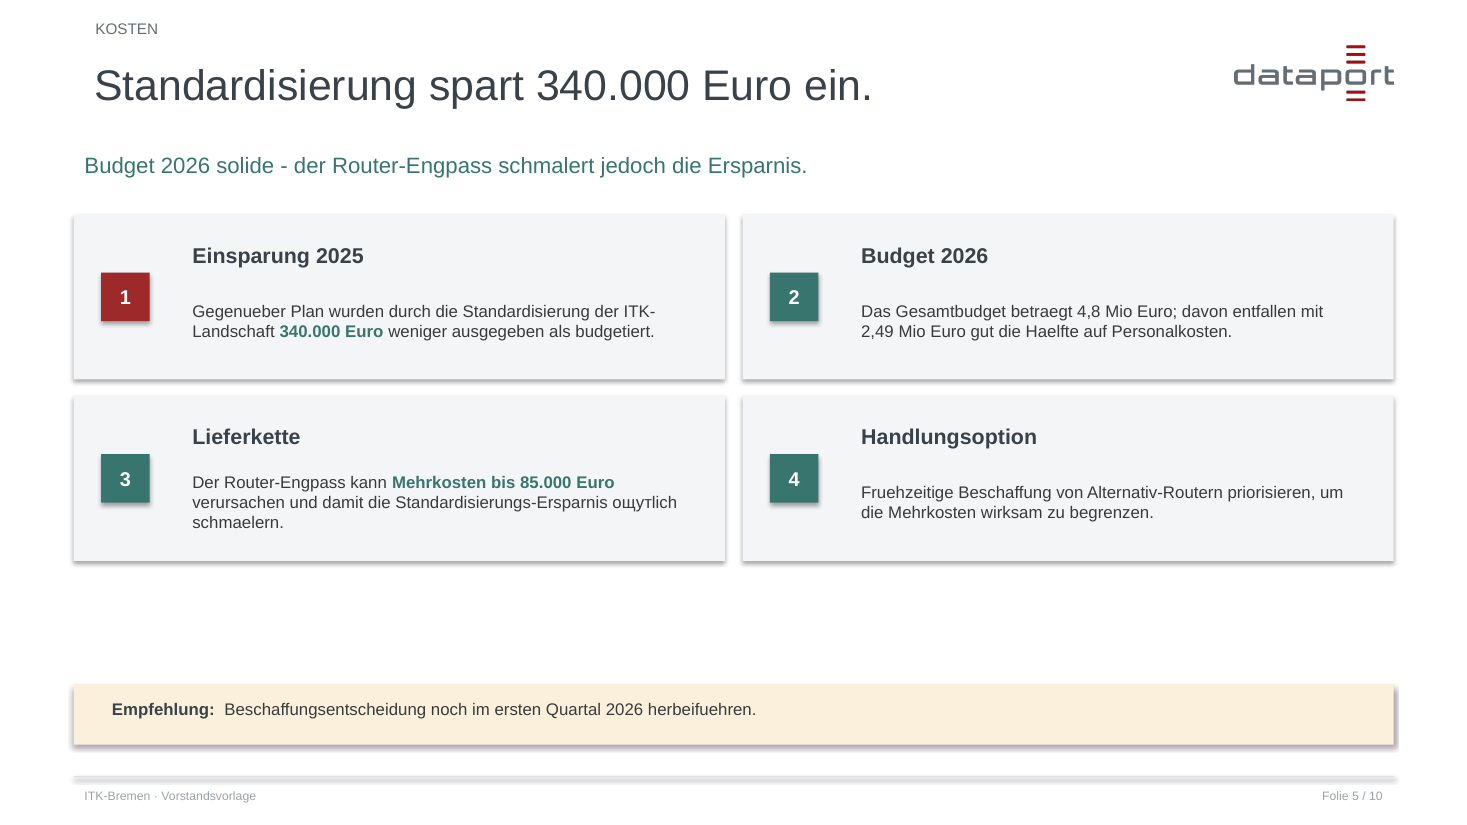 KOSTEN
Standardisierung spart 340.000 Euro ein.
dataport
Budget 2026 solide - der Router-Engpass schmalert jedoch die Ersparnis.
1
Einsparung 2025
Gegenueber Plan wurden durch die Standardisierung der ITK-
Landschaft 340.000 Euro weniger ausgegeben als budgetiert.
2
Budget 2026
Das Gesamtbudget betraegt 4,8 Mio Euro; davon entfallen mit
2,49 Mio Euro gut die Haelfte auf Personalkosten.
3
Lieferkette
Der Router-Engpass kann Mehrkosten bis 85.000 Euro
verursachen und damit die Standardisierungs-Ersparnis ощутlich
schmaelern.
4
Handlungsoption
Fruehzeitige Beschaffung von Alternativ-Routern priorisieren, um
die Mehrkosten wirksam zu begrenzen.
Empfehlung: Beschaffungsentscheidung noch im ersten Quartal 2026 herbeifuehren.
ITK-Bremen · Vorstandsvorlage
Folie 5 / 10